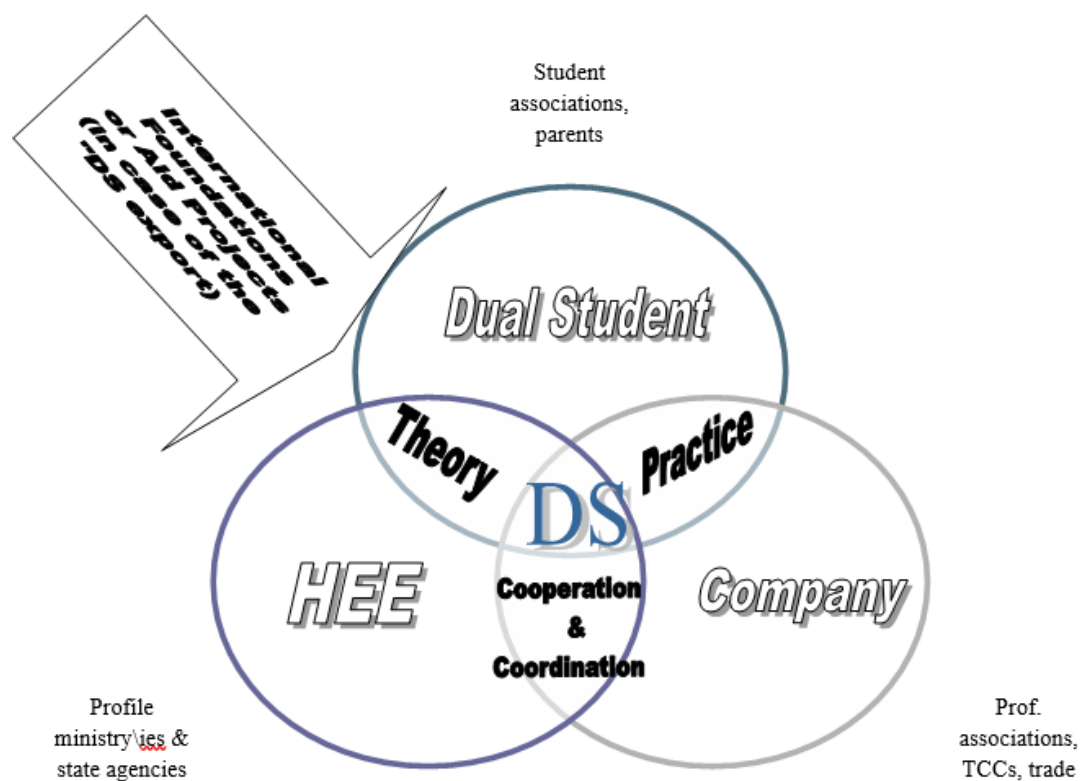 International
Foundations
or Aid Projects
(in case of the
"DS export)
Student
associations,
parents
Dual Student
Theory
Practice
DS
HEE
Cooperation
&
Coordination
Company
Profile
ministry\ies &
state agencies
Prof.
associations,
TCCs, trade